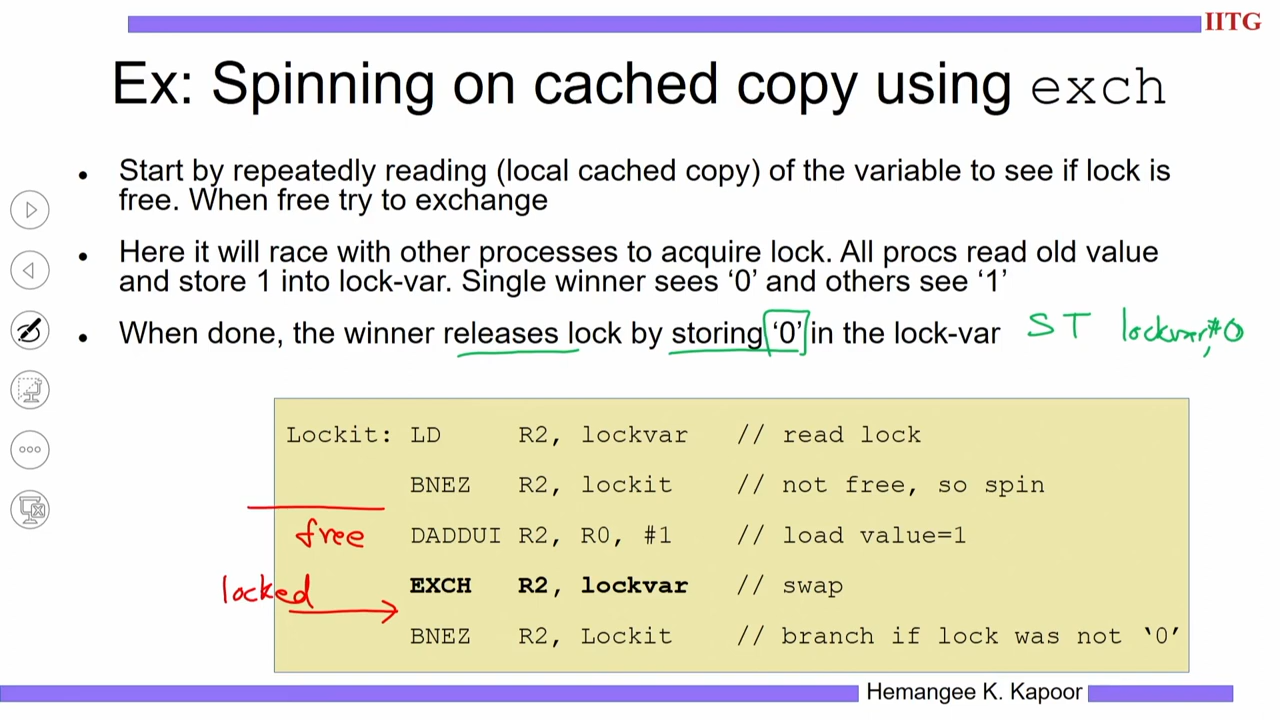 IITG
Ex: Spinning on cached copy using exch
• Start by repeatedly reading (local cached copy) of the variable to see if lock is
free. When free try to exchange
• Here it will race with other processes to acquire lock. All procs read old value
and store 1 into lock-var. Single winner sees ‘0’ and others see ‘1’
• When done, the winner releases lock by storing ‘0’ in the lock-var ST lockvar, #0
Lockit: LD R2, lockvar // read lock
BNEZ R2, lockit // not free, so spin
free DADDUI R2, R0, #1 // load value=1
locked EXCH R2, lockvar // swap
BNEZ R2, Lockit // branch if lock was not ‘0’
Hemangee K. Kapoor